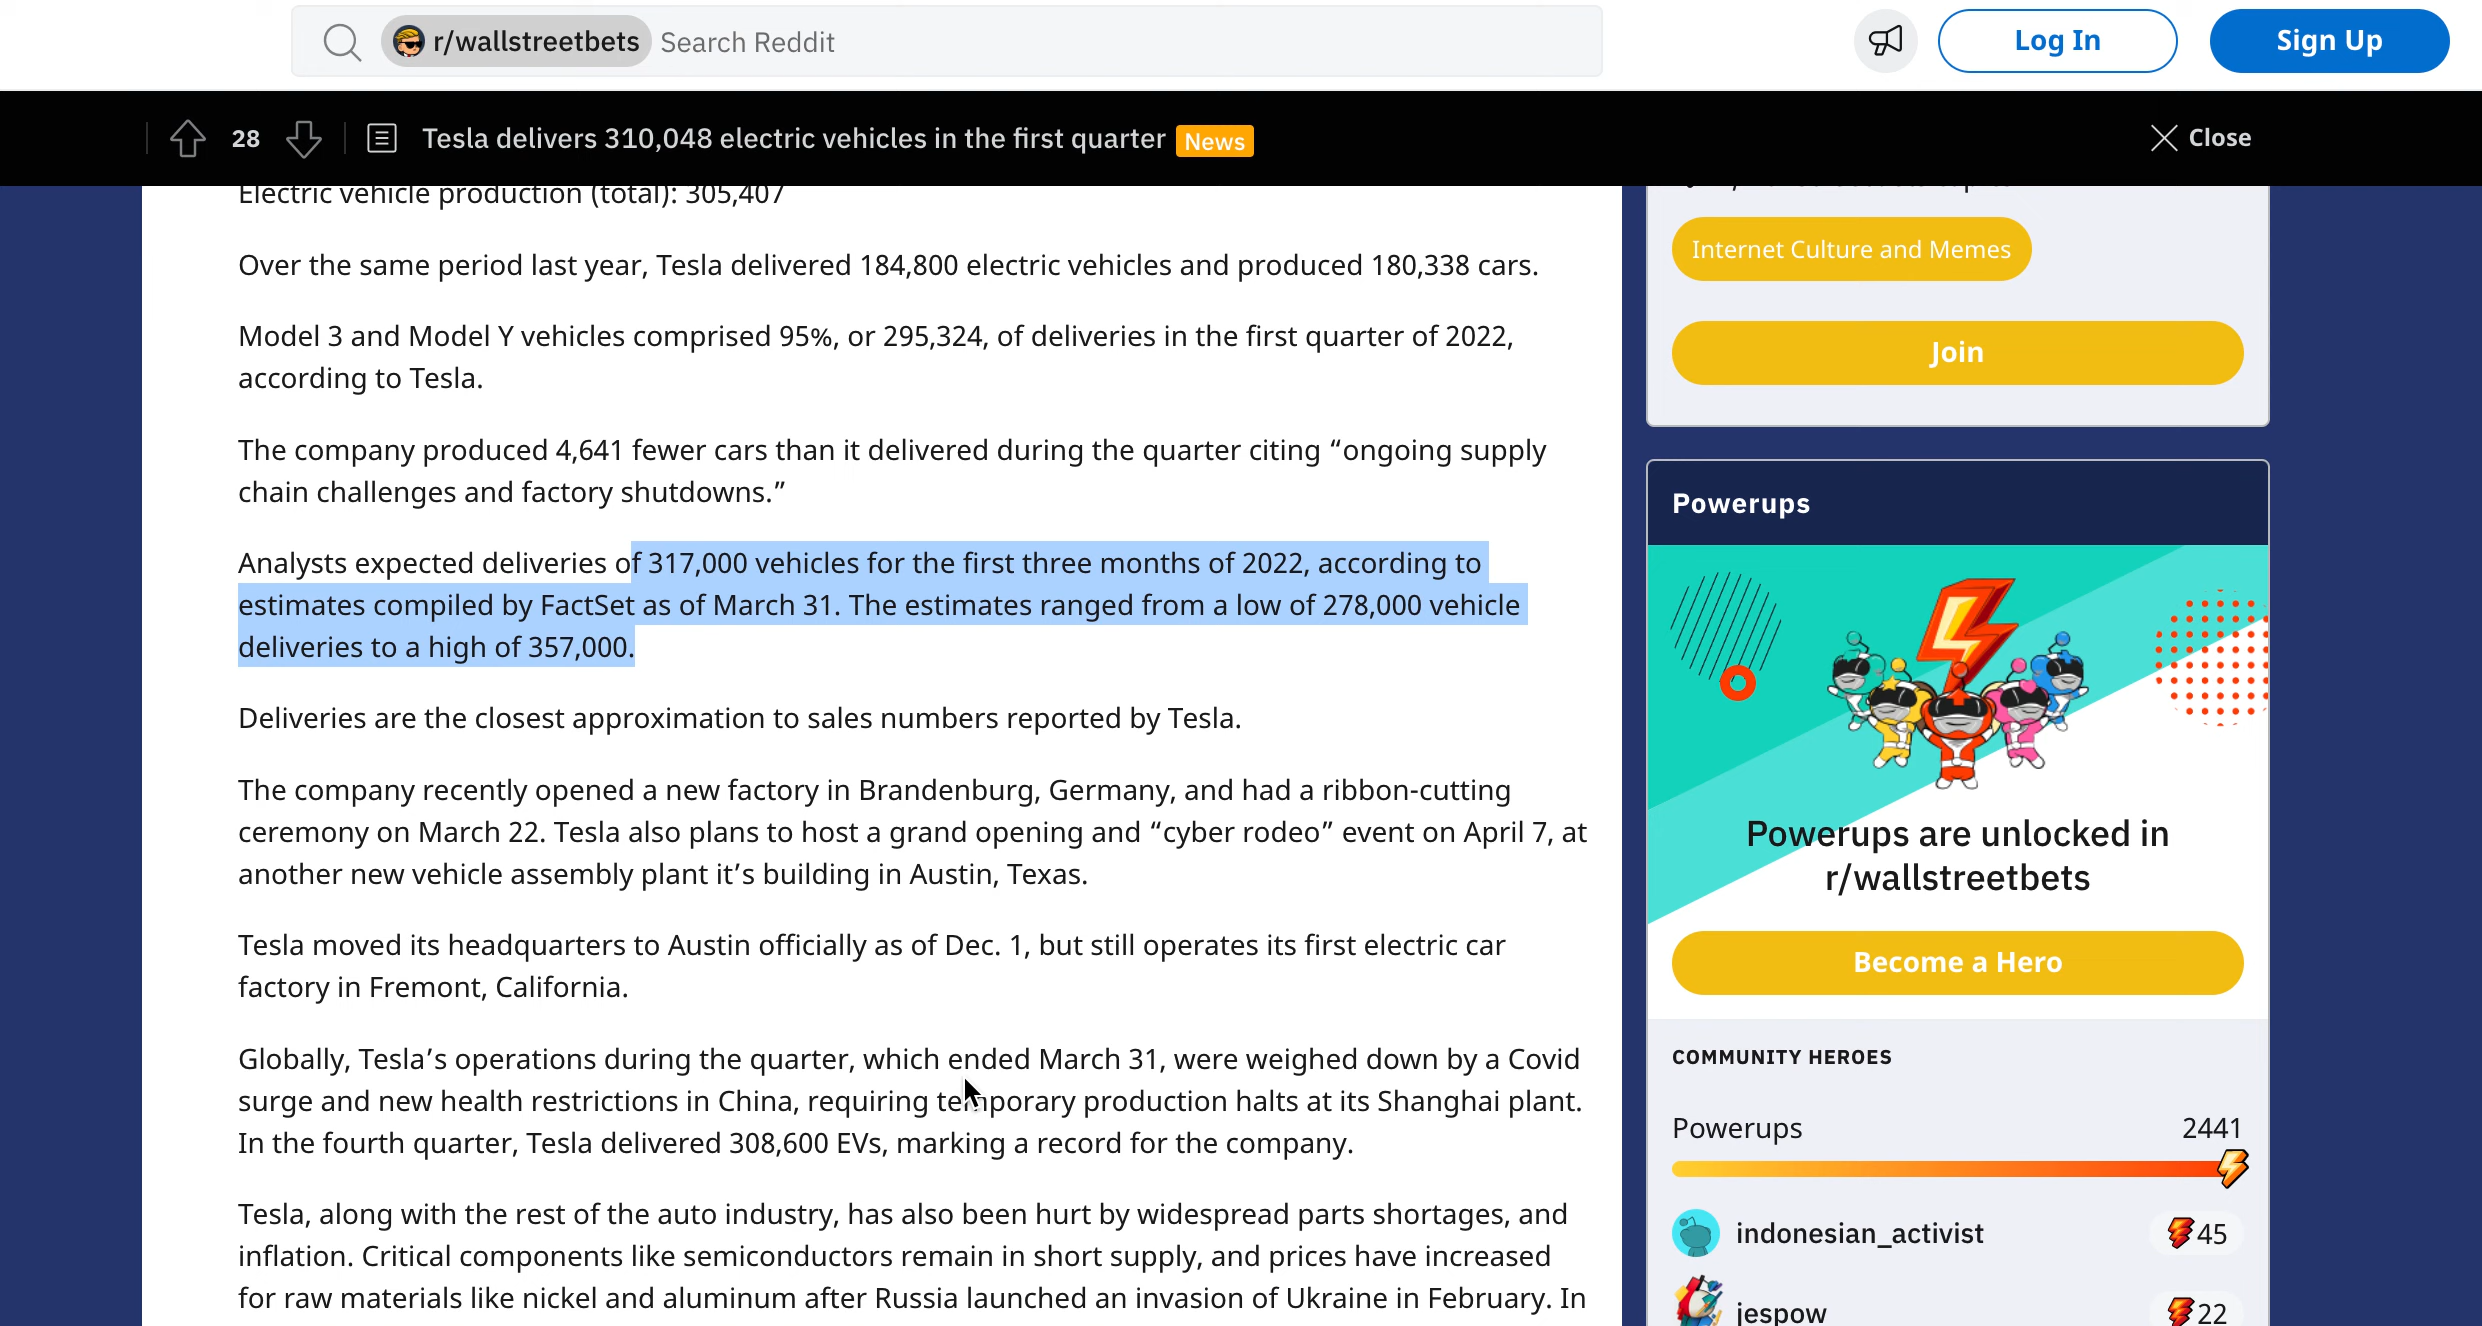 r/wallstreetbets Search Reddit
Log In
Sign Up
28
Tesla delivers 310,048 electric vehicles in the first quarter News
Close
Electric vehicle production (total): 305,407
Over the same period last year, Tesla delivered 184,800 electric vehicles and produced 180,338 cars.
Model 3 and Model Y vehicles comprised 95%, or 295,324, of deliveries in the first quarter of 2022,
according to Tesla.
The company produced 4,641 fewer cars than it delivered during the quarter citing “ongoing supply
chain challenges and factory shutdowns.”
Analysts expected deliveries of 317,000 vehicles for the first three months of 2022, according to
estimates compiled by FactSet as of March 31. The estimates ranged from a low of 278,000 vehicle
deliveries to a high of 357,000.
Deliveries are the closest approximation to sales numbers reported by Tesla.
The company recently opened a new factory in Brandenburg, Germany, and had a ribbon-cutting
ceremony on March 22. Tesla also plans to host a grand opening and “cyber rodeo” event on April 7, at
another new vehicle assembly plant it’s building in Austin, Texas.
Tesla moved its headquarters to Austin officially as of Dec. 1, but still operates its first electric car
factory in Fremont, California.
Globally, Tesla’s operations during the quarter, which ended March 31, were weighed down by a Covid
surge and new health restrictions in China, requiring temporary production halts at its Shanghai plant.
In the fourth quarter, Tesla delivered 308,600 EVs, marking a record for the company.
Tesla, along with the rest of the auto industry, has also been hurt by widespread parts shortages, and
inflation. Critical components like semiconductors remain in short supply, and prices have increased
for raw materials like nickel and aluminum after Russia launched an invasion of Ukraine in February. In
Internet Culture and Memes
Join
Powerups
Powerups are unlocked in
r/wallstreetbets
Become a Hero
COMMUNITY HEROES
Powerups 2441
indonesian_activist 45
jespow 22